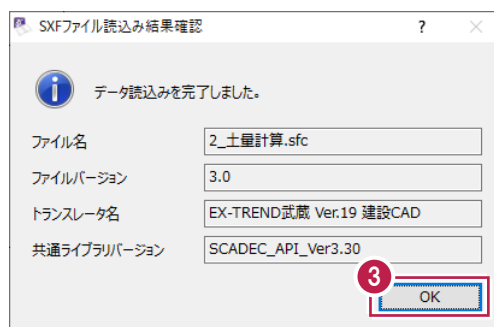 SXFファイル読込み結果確認 ?
データ読込みを完了しました。
ファイル名 2_土量計算.sfc
ファイルバージョン 3.0
トランスレータ名 EX-TREND武蔵 Ver.19 建設CAD
共通ライブラリバージョン SCADEC_API_Ver3.30
3
OK